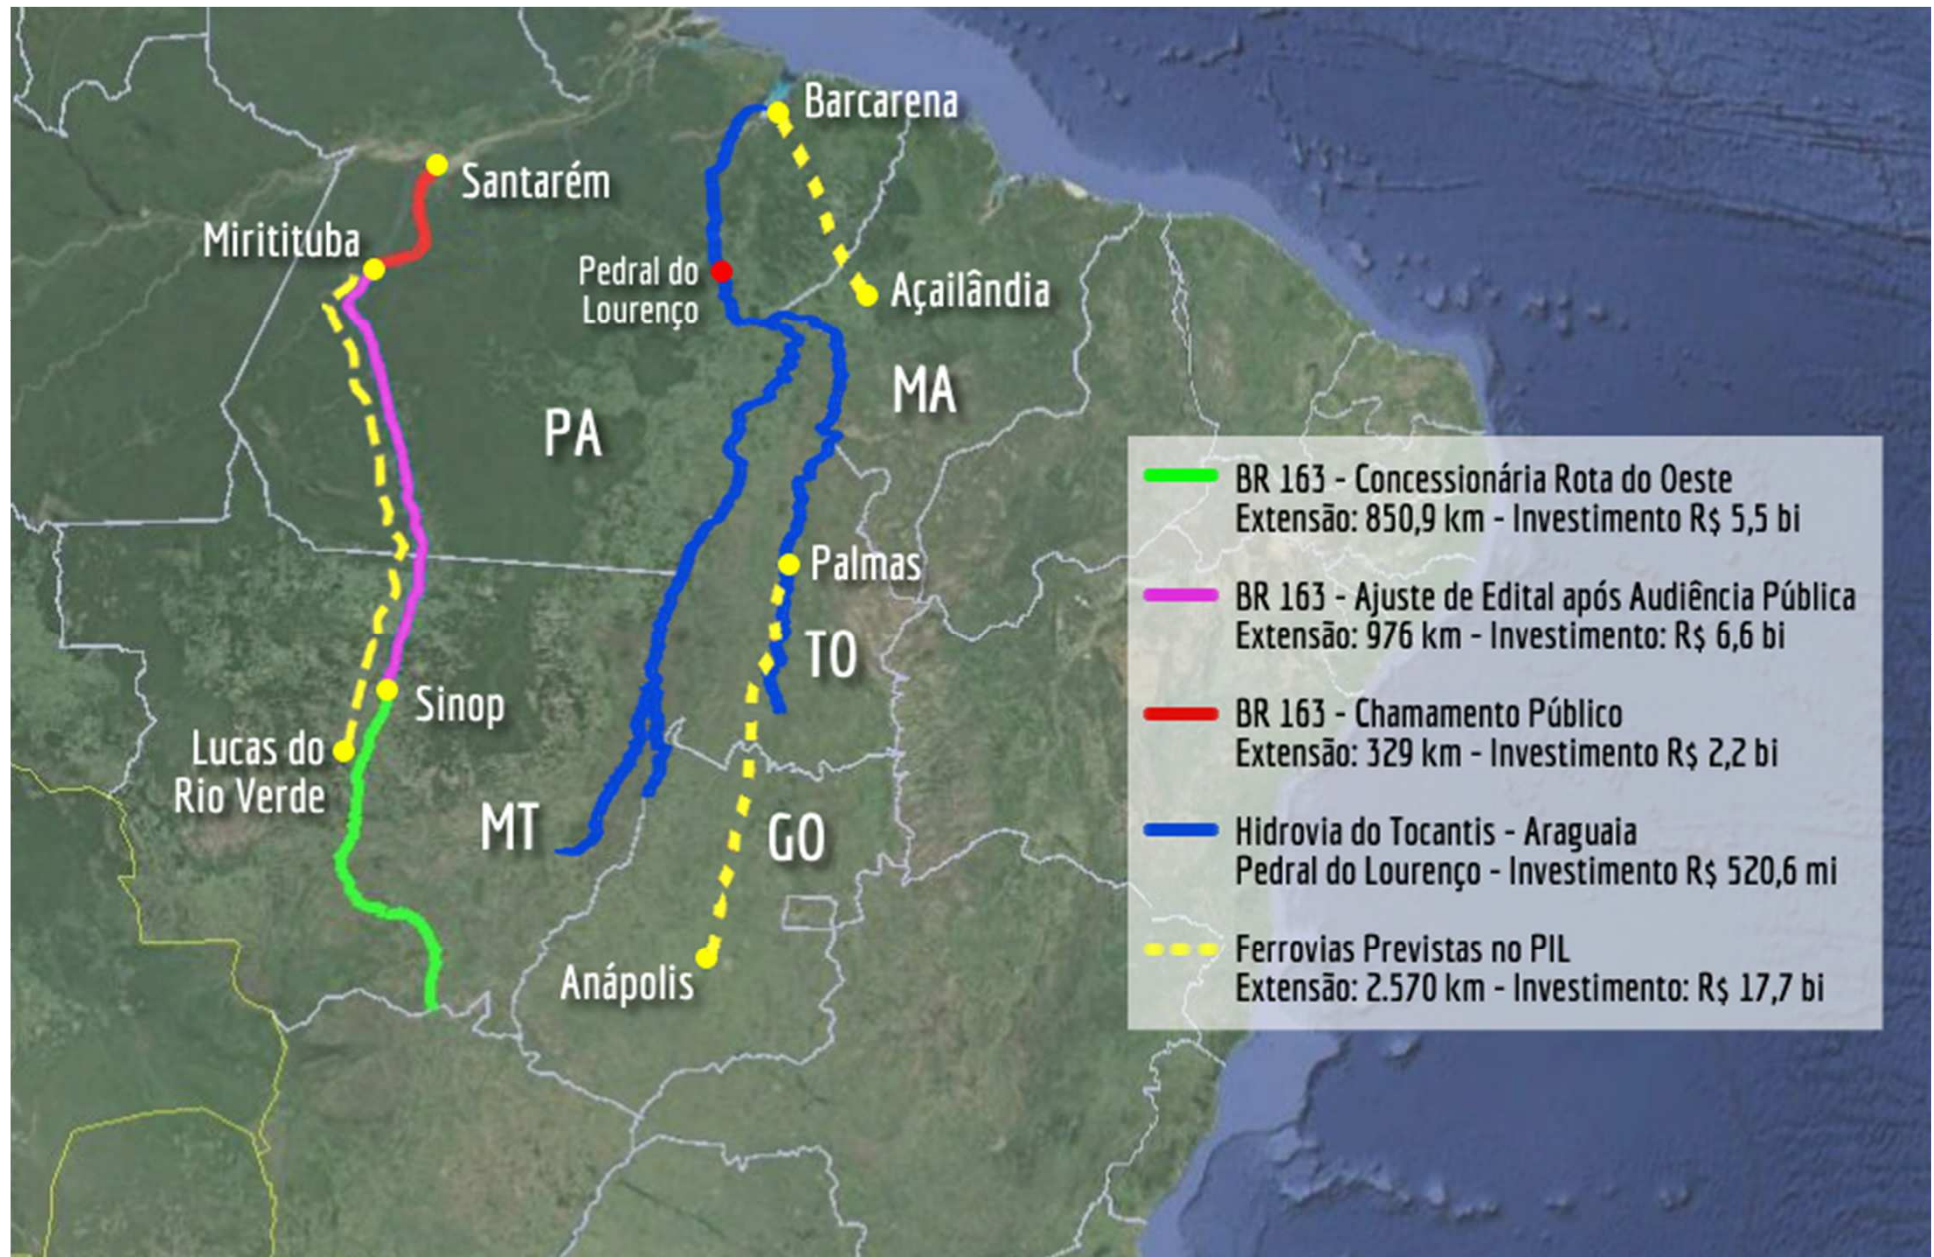 Barcarena
Santarém
Miritituba
Pedral do
Lourenço
Açailândia
MA
PA
Palmas
TO
Sinop
Lucas do
Rio Verde
MT
GO
Anápolis
BR 163 - Concessionária Rota do Oeste
Extensão: 850,9 km - Investimento R$ 5,5 bi
BR 163 - Ajuste de Edital após Audiência Pública
Extensão: 976 km - Investimento: R$ 6,6 bi
BR 163 - Chamamento Público
Extensão: 329 km - Investimento R$ 2,2 bi
Hidrovia do Tocantis - Araguaia
Pedral do Lourenço - Investimento R$ 520,6 mi
Ferrovias Previstas no PIL
Extensão: 2.570 km - Investimento: R$ 17,7 bi